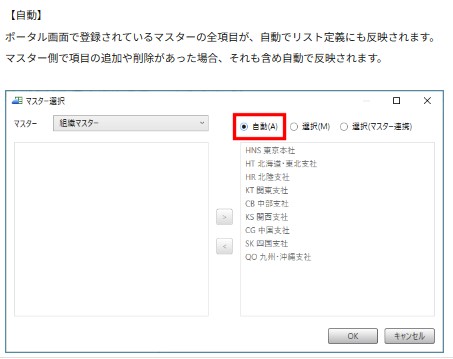 【自動】
ポータル画面で登録されているマスターの全項目が、自動でリスト定義にも反映されます。
マスター側で項目の追加や削除があった場合、それも含め自動で反映されます。
マスター選択
マスター 組織マスター 自動(A) 選択(M) 選択(マスター連携)
HNS 東京本社
HT 北海道・東北支社
HR 北陸支社
KT 関東支社
CB 中部支社
KS 関西支社
CG 中国支社
SK 四国支社
QO 九州・沖縄支社
>
<
OK キャンセル